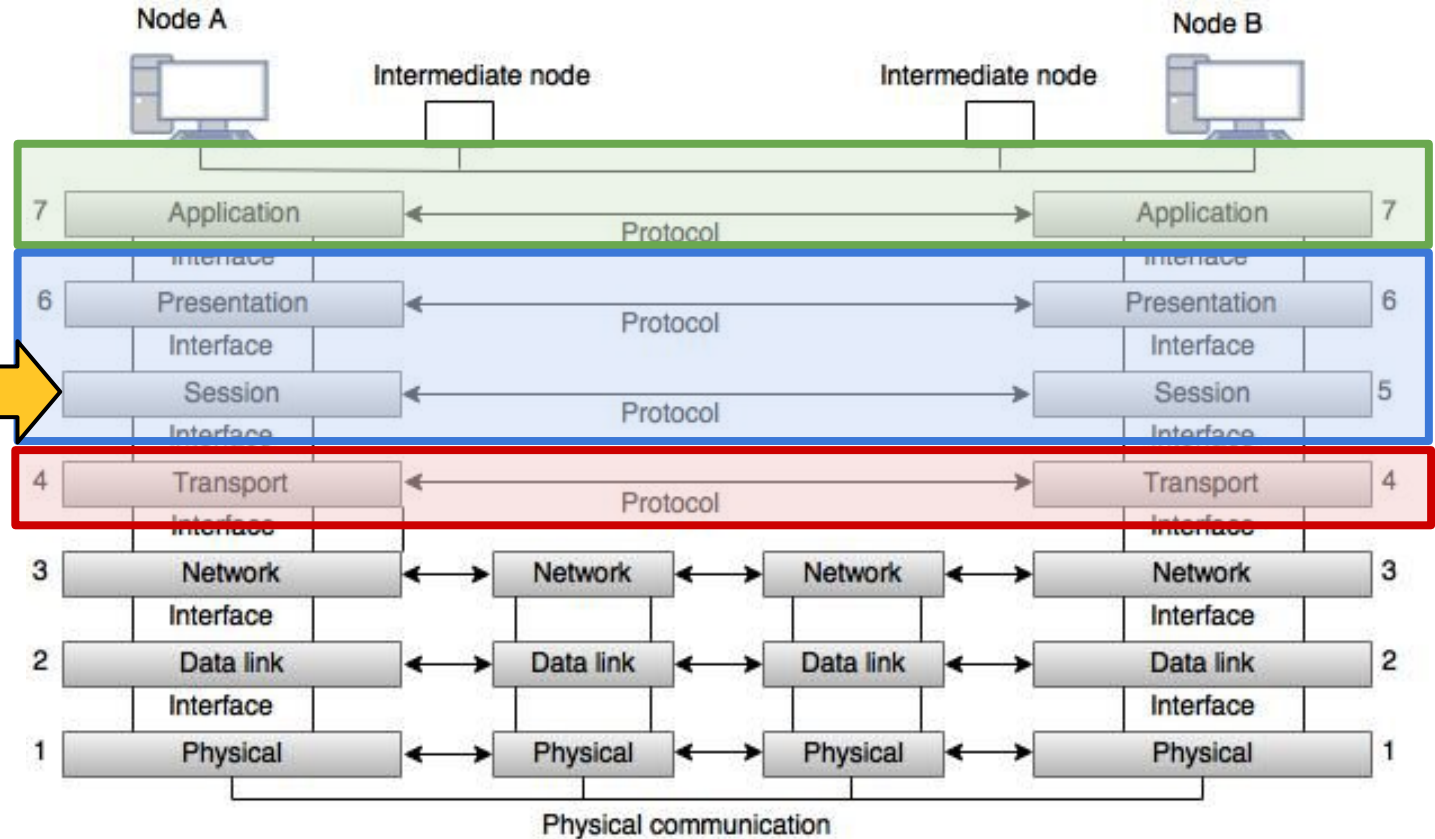 Node A
Node B
Intermediate node
Intermediate node
7 Application Protocol Application 7
Interface Interface
6 Presentation Protocol Presentation 6
Interface Interface
Session Protocol Session 5
Interface Interface
4 Transport Protocol Transport 4
Interface Interface
3 Network Network Network Network 3
Interface Interface
2 Data link Data link Data link Data link 2
Interface Interface
1 Physical Physical Physical Physical 1
Physical communication